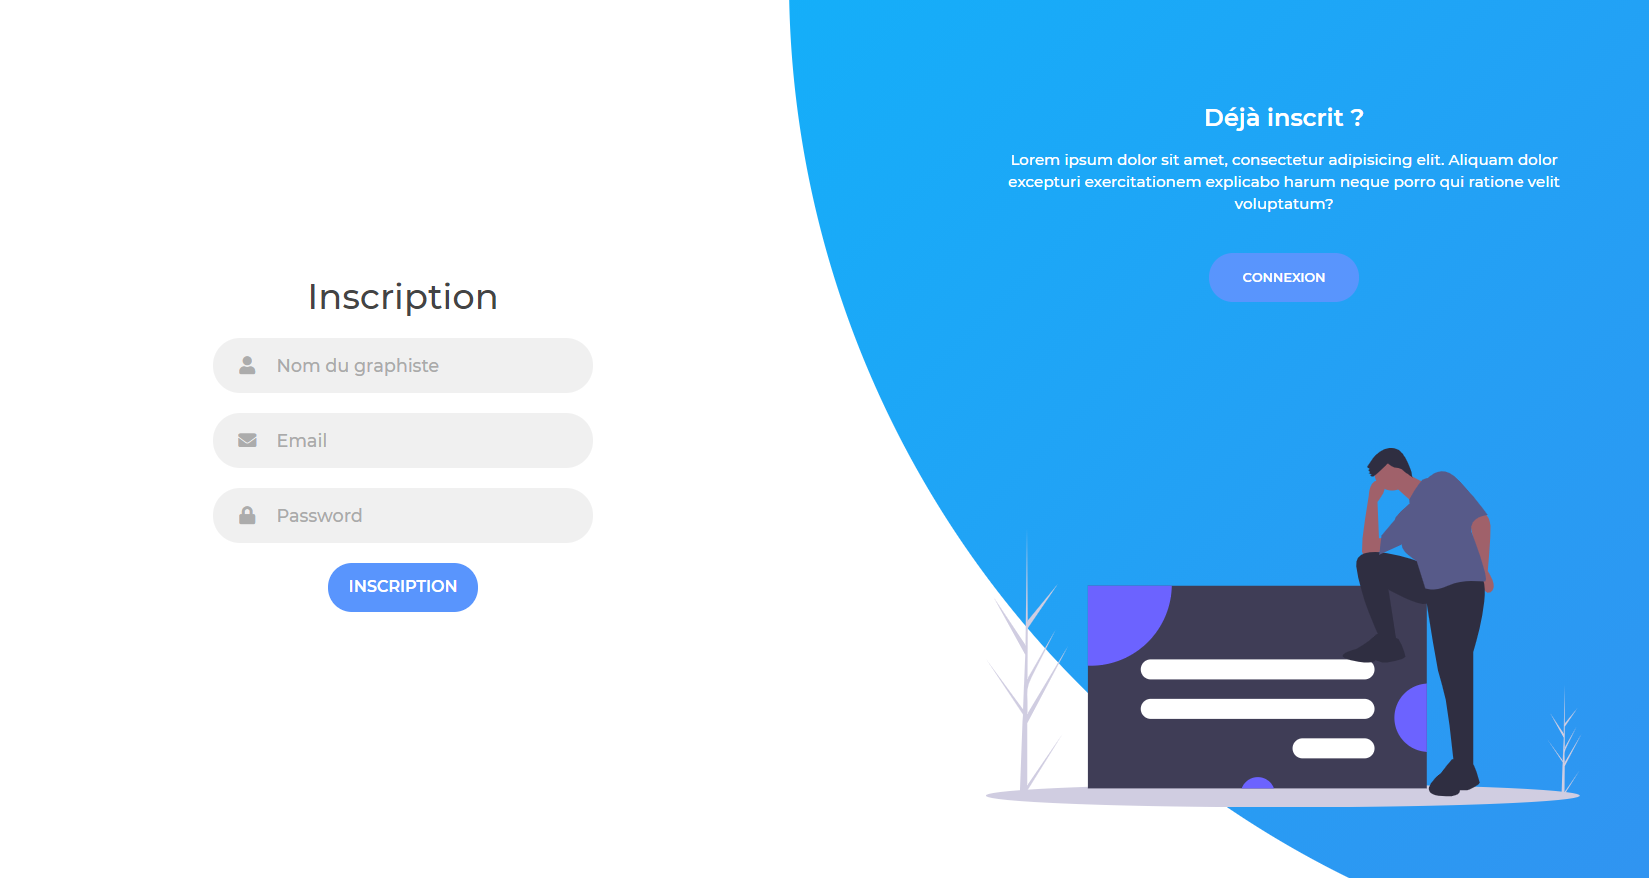 Inscription
Nom du graphiste
Email
Password
INSCRIPTION
Déjà inscrit ?
Lorem ipsum dolor sit amet, consectetur adipisicing elit. Aliquam dolor
excepturi exercitationem explicabo harum neque porro qui ratione velit
voluptatum?
CONNEXION